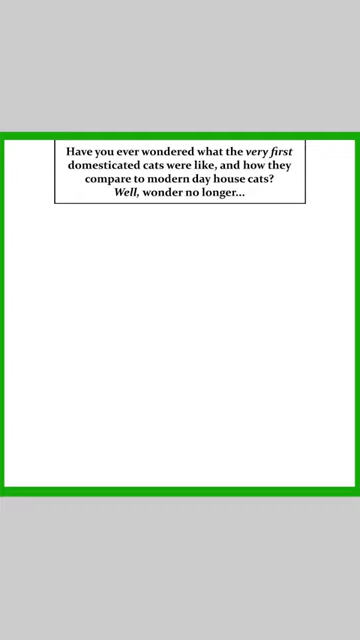 Have you ever wondered what the very first
domesticated cats were like, and how they
compare to modern day house cats?
Well, wonder no longer...